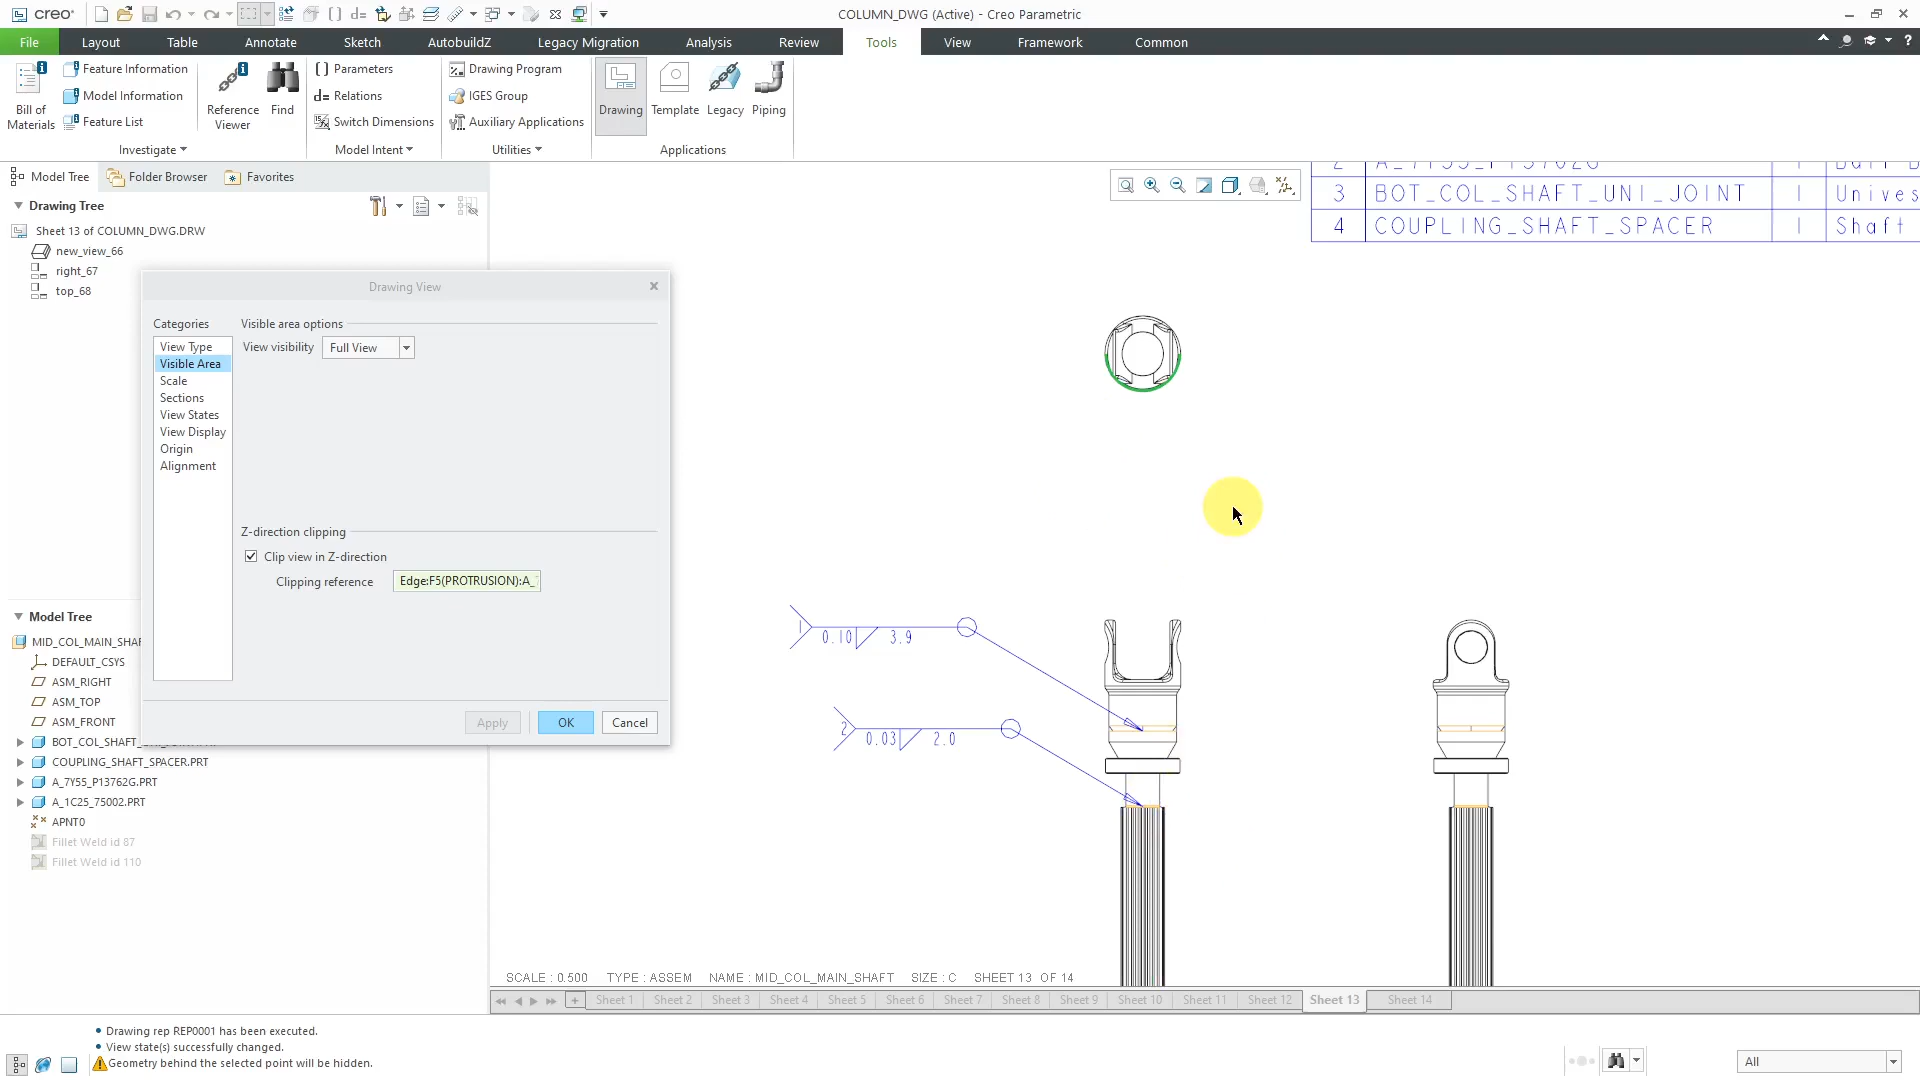 creo°
COLUMN_DWG (Active) - Creo Parametric
File
Layout
Table
Annotate
Sketch
AutobuildZ
Legacy Migration
Analysis
Review
Tools
View
Framework
Common
Bill of Materials
Feature Information
Model Information
Feature List
Reference Viewer
Find
Investigate
Parameters
d= Relations
Switch Dimensions
Model Intent
Drawing Program
IGES Group
Auxiliary Applications
Utilities
Drawing
Template
Legacy
Piping
Applications
Model Tree
Folder Browser
Favorites
Drawing Tree
Sheet 13 of COLUMN_DWG.DRW
new_view_66
right_67
top_68
Drawing View
Categories
View Type
Visible Area
Scale
Sections
View States
View Display
Origin
Alignment
Visible area options
View visibility
Full View
Z-direction clipping
Clip view in Z-direction
Clipping reference
Edge:F5(PROTRUSION):A_
Apply
OK
Cancel
Model Tree
MID_COL_MAIN_SHAF
DEFAULT_CSYS
ASM_RIGHT
ASM_TOP
ASM_FRONT
BOT_COL_SHAFT_UNI_JOINT.PRT
COUPLING_SHAFT_SPACER.PRT
A_7Y55_P13762G.PRT
A_1C25_75002.PRT
APNT0
Fillet Weld id 87
Fillet Weld id 110
2 A_7Y55_P13762G 1
3 BOT_COL_SHAFT_UNI_JOINT 1 Unives
4 COUPLING_SHAFT_SPACER 1 Shaft
1 0.10 3.9
2 0.03 2.0
SCALE : 0.500 TYPE : ASSEM NAME : MID_COL_MAIN_SHAFT SIZE : C SHEET 13 OF 14
Sheet 1
Sheet 2
Sheet 3
Sheet 4
Sheet 5
Sheet 6
Sheet 7
Sheet 8
Sheet 9
Sheet 10
Sheet 11
Sheet 12
Sheet 13
Sheet 14
Drawing rep REP0001 has been executed.
View state(s) successfully changed.
Geometry behind the selected point will be hidden.
All